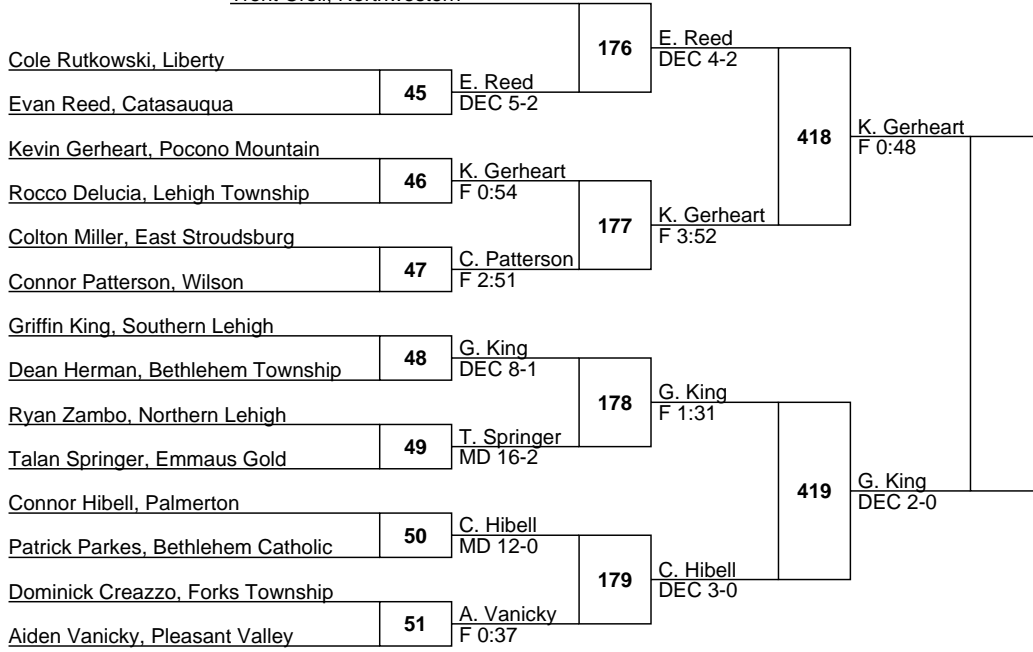 176
E. Reed
DEC 4-2
Cole Rutkowski, Liberty
45
E. Reed
DEC 5-2
Evan Reed, Catasauqua
418
K. Gerheart
F 0:48
Kevin Gerheart, Pocono Mountain
46
K. Gerheart
F 0:54
Rocco Delucia, Lehigh Township
177
K. Gerheart
F 3:52
Colton Miller, East Stroudsburg
47
C. Patterson
F 2:51
Connor Patterson, Wilson
Griffin King, Southern Lehigh
48
G. King
DEC 8-1
Dean Herman, Bethlehem Township
178
G. King
F 1:31
Ryan Zambo, Northern Lehigh
49
T. Springer
MD 16-2
Talan Springer, Emmaus Gold
419
G. King
DEC 2-0
Connor Hibell, Palmerton
50
C. Hibell
MD 12-0
Patrick Parkes, Bethlehem Catholic
179
C. Hibell
DEC 3-0
Dominick Creazzo, Forks Township
51
A. Vanicky
F 0:37
Aiden Vanicky, Pleasant Valley